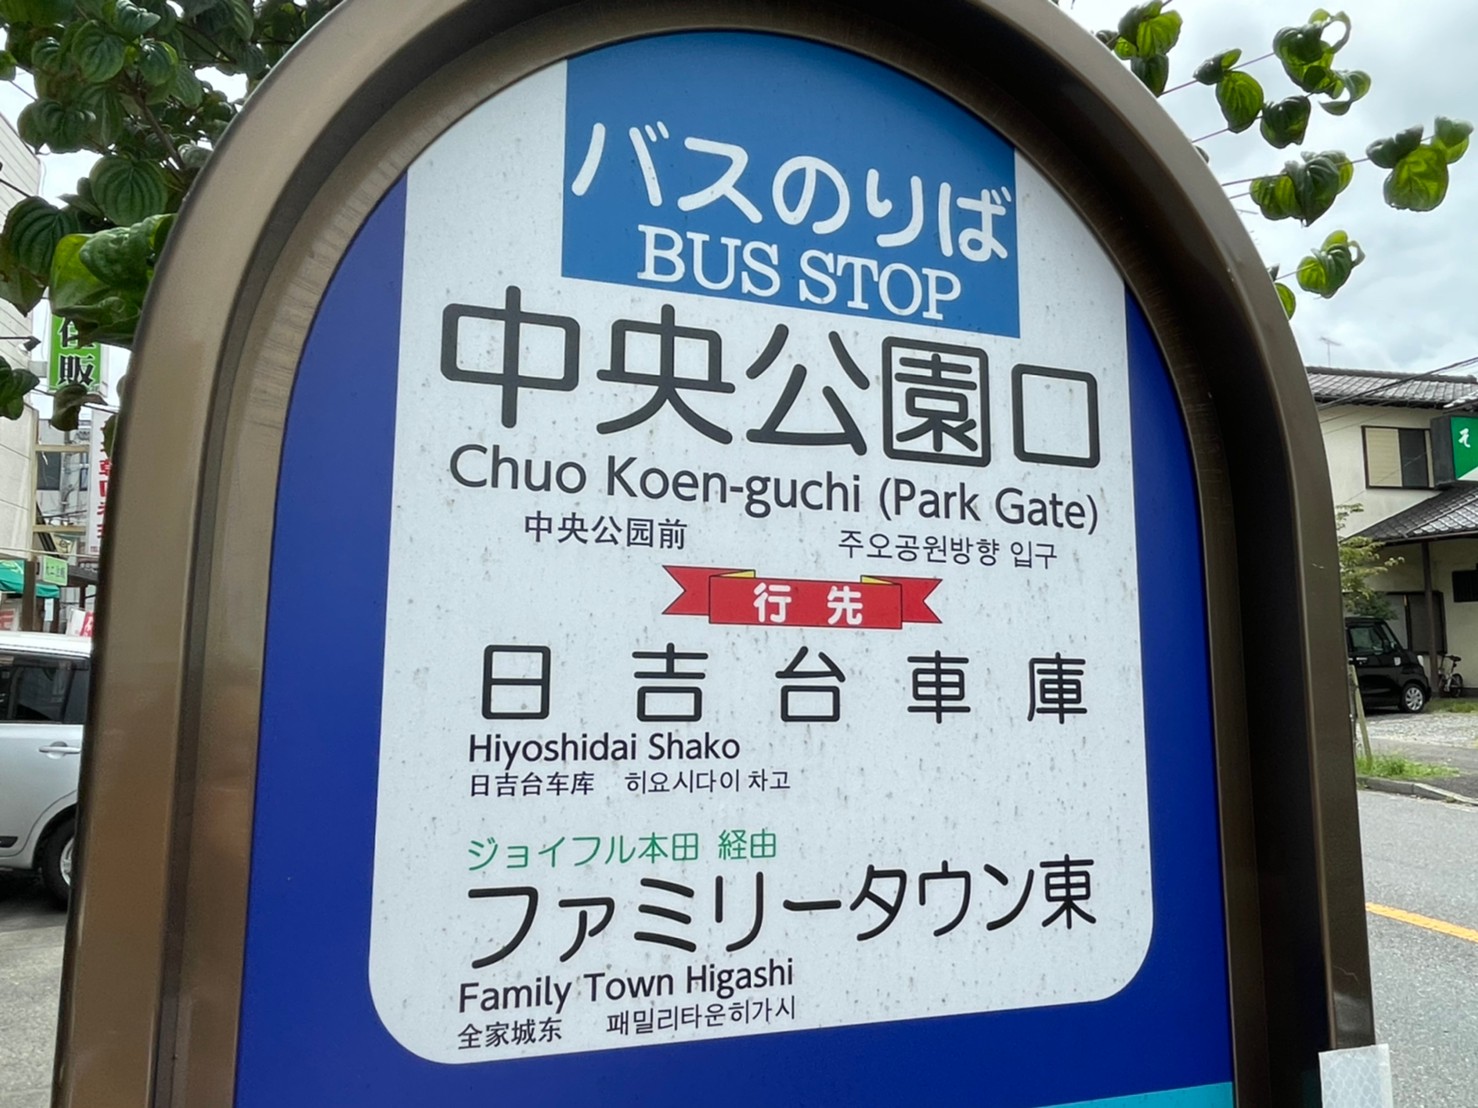 バスのりば
BUS STOP
中央公園口
Chuo Koen-guchi (Park Gate)
中央公园前 주오공원방향 입구
行先
日吉台車庫
Hiyoshidai Shako
日吉台车库 히요시다이 차고
ジョイフル本田 経由
ファミリータウン東
Family Town Higashi
全家城东 패밀리타운히가시
販
そ